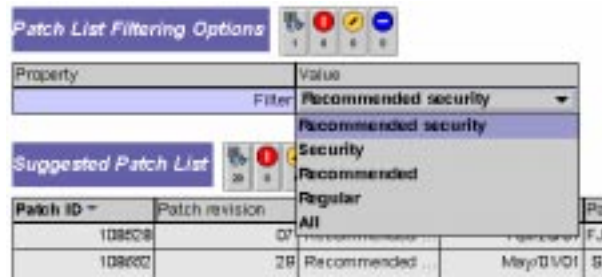 Patch List Filtering Options
1 0 0 0
Property Value
Filter Recommended security
Recommended security
Security
Suggested Patch List
Recommended
Regular
Patch ID Patch revision
All
108528 07 Recommended ...
108652 29 Recommended ... May/01/01